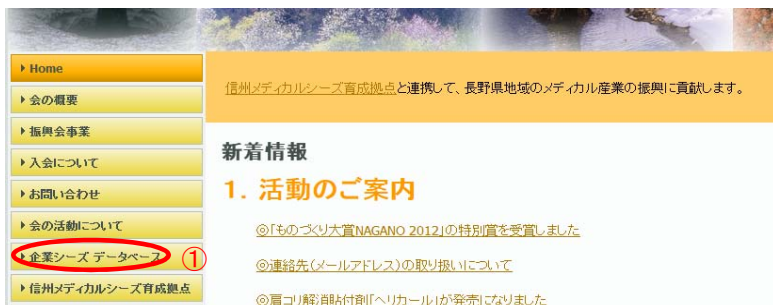 Home
会の概要
振興会事業
入会について
お問い合わせ
会の活動について
企業シーズ データベース ①
信州メディカルシーズ育成拠点
信州メディカルシーズ育成拠点と連携して、長野県地域のメディカル産業の振興に貢献します。
新着情報
1. 活動のご案内
◎「ものづくり大賞NAGANO 2012」の特別賞を受賞しました
◎連絡先(メールアドレス)の取り扱いについて
◎肩コリ解消貼付剤「ヘリカール」が発売になりました